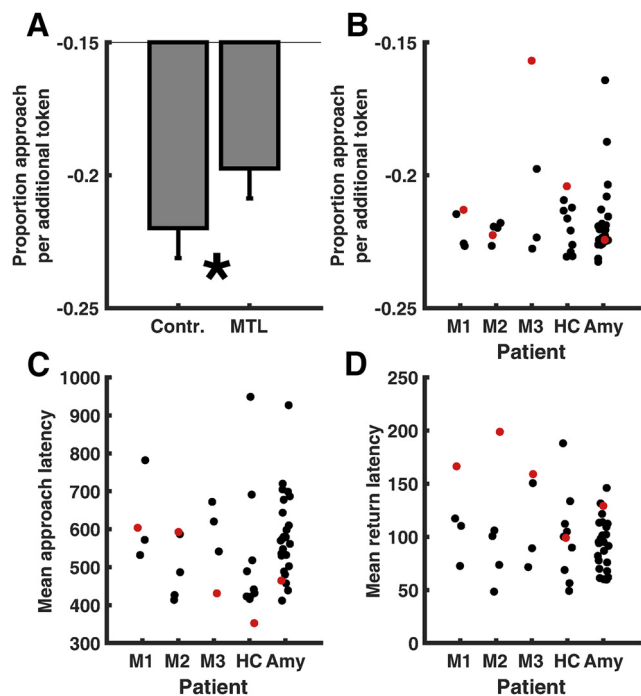 A
Proportion approach
per additional token
-0.15
-0.2
-0.25
Contr. MTL
*
B
Proportion approach
per additional token
-0.15
-0.2
-0.25
M1 M2 M3 HC Amy
Patient
C
Mean approach latency
1000
900
800
700
600
500
400
300
M1 M2 M3 HC Amy
Patient
D
Mean return latency
250
200
150
100
50
0
M1 M2 M3 HC Amy
Patient